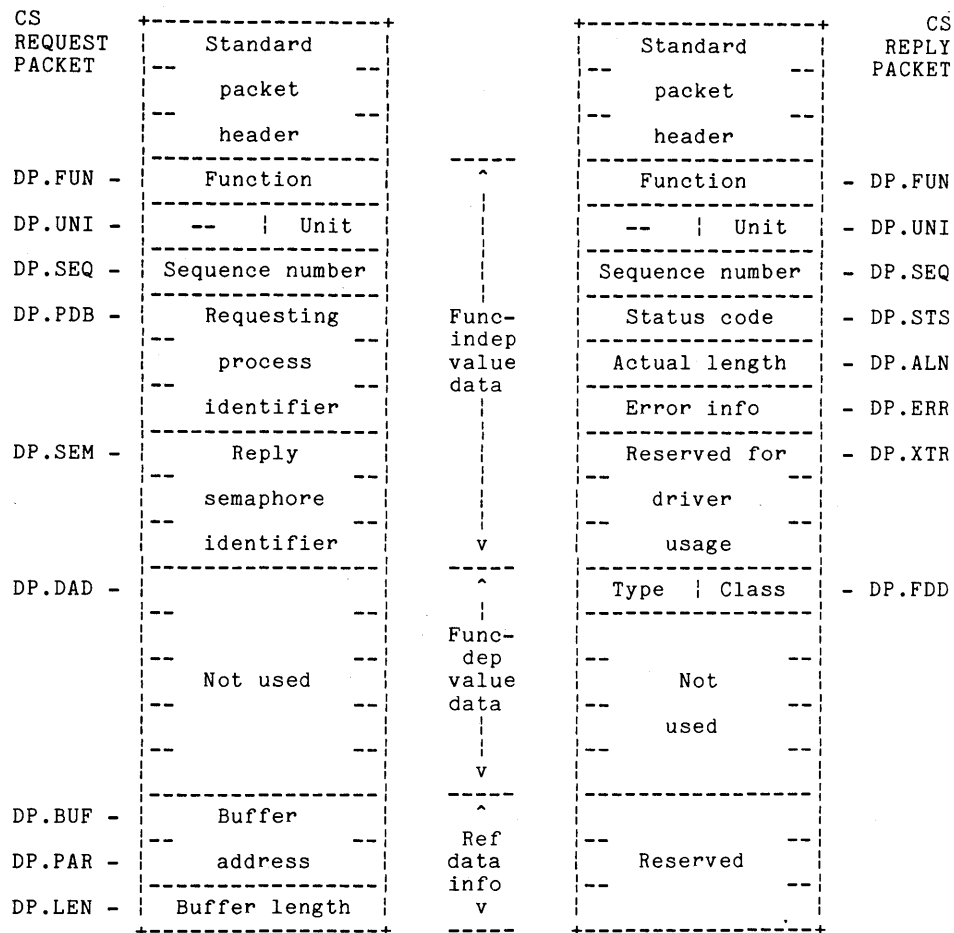 CS CS
REQUEST Standard Standard REPLY
PACKET PACKET
packet packet
header header
DP.FUN - Function ^ Function - DP.FUN
DP.UNI - -- ¦ Unit -- ¦ Unit - DP.UNI
DP.SEQ - Sequence number Sequence number - DP.SEQ
DP.PDB - Requesting Func- Status code - DP.STS
indep
process value Actual length - DP.ALN
data
identifier Error info - DP.ERR
DP.SEM - Reply Reserved for - DP.XTR
semaphore driver
identifier v usage
DP.DAD - ^ Type ¦ Class - DP.FDD
Func-
dep
Not used value Not
data
used
v
DP.BUF - Buffer ^
Ref
DP.PAR - address data Reserved
info
DP.LEN - Buffer length v